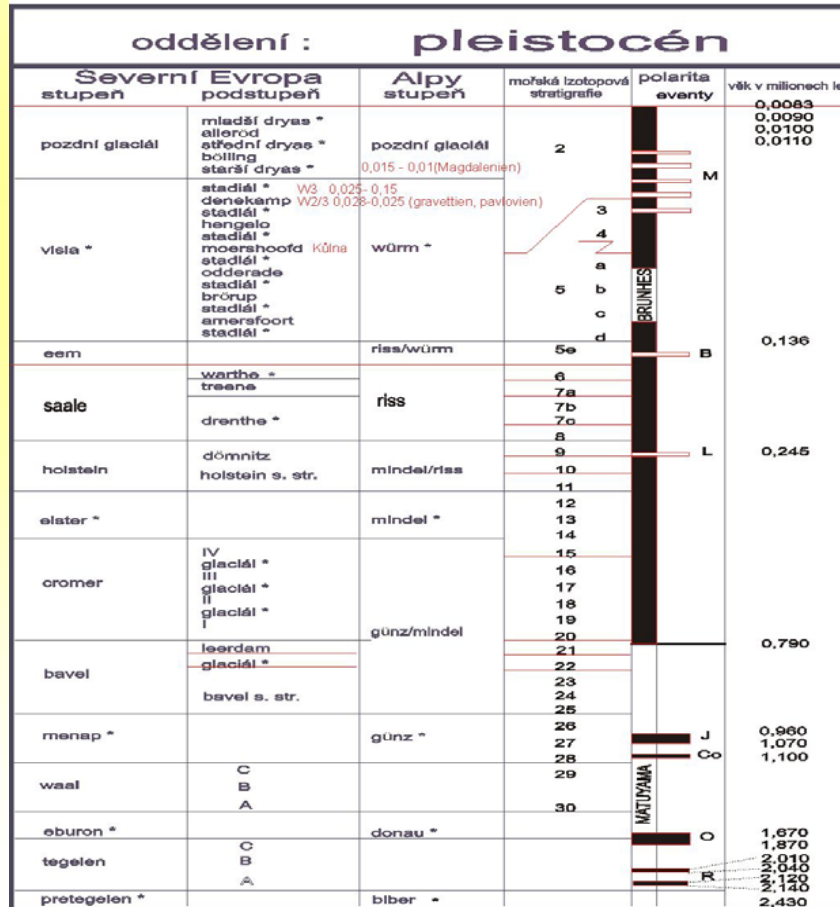 oddělení : pleistocén
Severní Evropa Alpy mořská izotopová polarita věk v milionech le
stupeň podstupeň stupeň stratigrafie eventy
0,0083
mladší dryas * 0,0090
alleröd 0,0100
pozdní glaciál střední dryas * pozdní glaciál 2 0,0110
bölling
starší dryas * 0,015 - 0,01(Magdalenien) M
stadiál * W3 0,025- 0,15
denekamp W2/3 0,028-0,025 (gravettien, pavlovien)
stadiál * 3
hengelo
stadiál * 4
visla * moershoofd Kůlna würm *
stadiál * a
odderade
stadiál * 5 b BRUNHES
brörup
stadiál * c
amersfoort
stadiál * d
0,136
eem riss/würm 5e B
warthe * 6
treene 7a
saale riss 7b
drenthe * 7c
8
dömnitz 9 L 0,245
holstein holstein s. str. mindel/riss 10
11
12
elster * mindel * 13
14
IV 15
glaciál *
III 16
cromer glaciál * 17
II 18
glaciál *
I 19
günz/mindel 20 0,790
leerdam 21
glaciál * 22
bavel 23
bavel s. str. 24
25
26
menap * günz * J 0,960
27 1,070
28 Co 1,100
C 29
waal B MATUYAMA
A 30
eburon * donau * O 1,670
C 1,870
tegelen B 2,010
2,040
A R 2,120
2,140
pretegelen * biber * 2,430